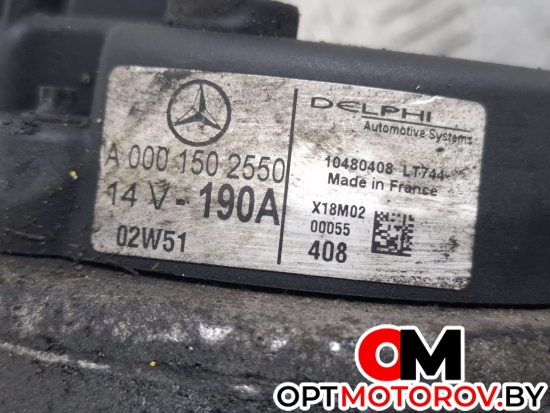 DELPHI
Automotive Systems
A 000 150 2550
14 V - 190A
02W51
10480408 LT744
Made in France
X18M02
00055
408
OM
OPTMOTOROV.BY